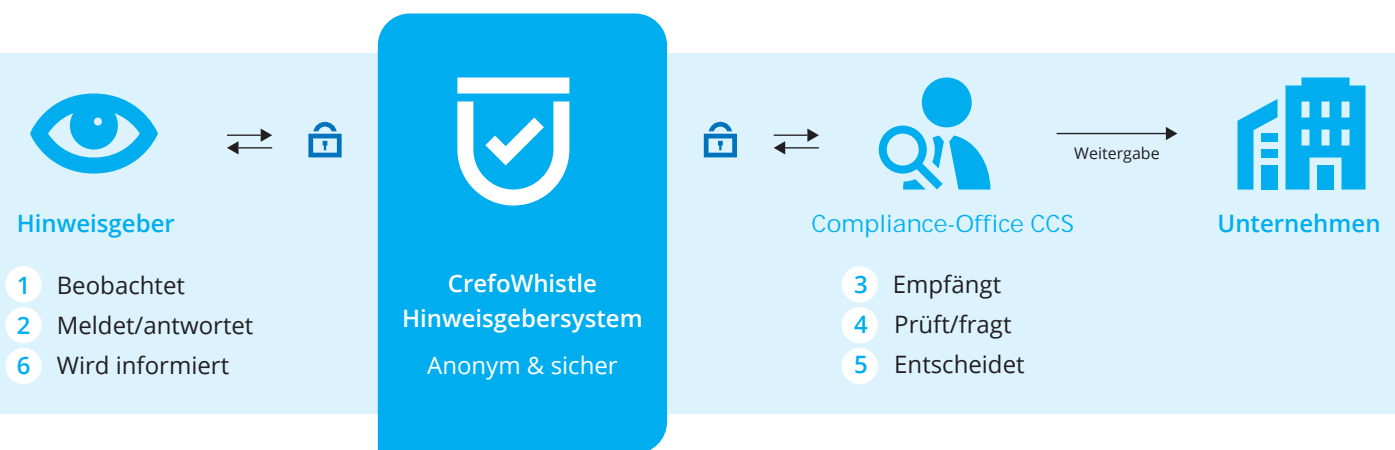 Weitergabe
Hinweisgeber
1 Beobachtet
2 Meldet/antwortet
6 Wird informiert
CrefoWhistle
Hinweisgebersystem
Anonym & sicher
Compliance-Office CCS
3 Empfängt
4 Prüft/fragt
5 Entscheidet
Unternehmen